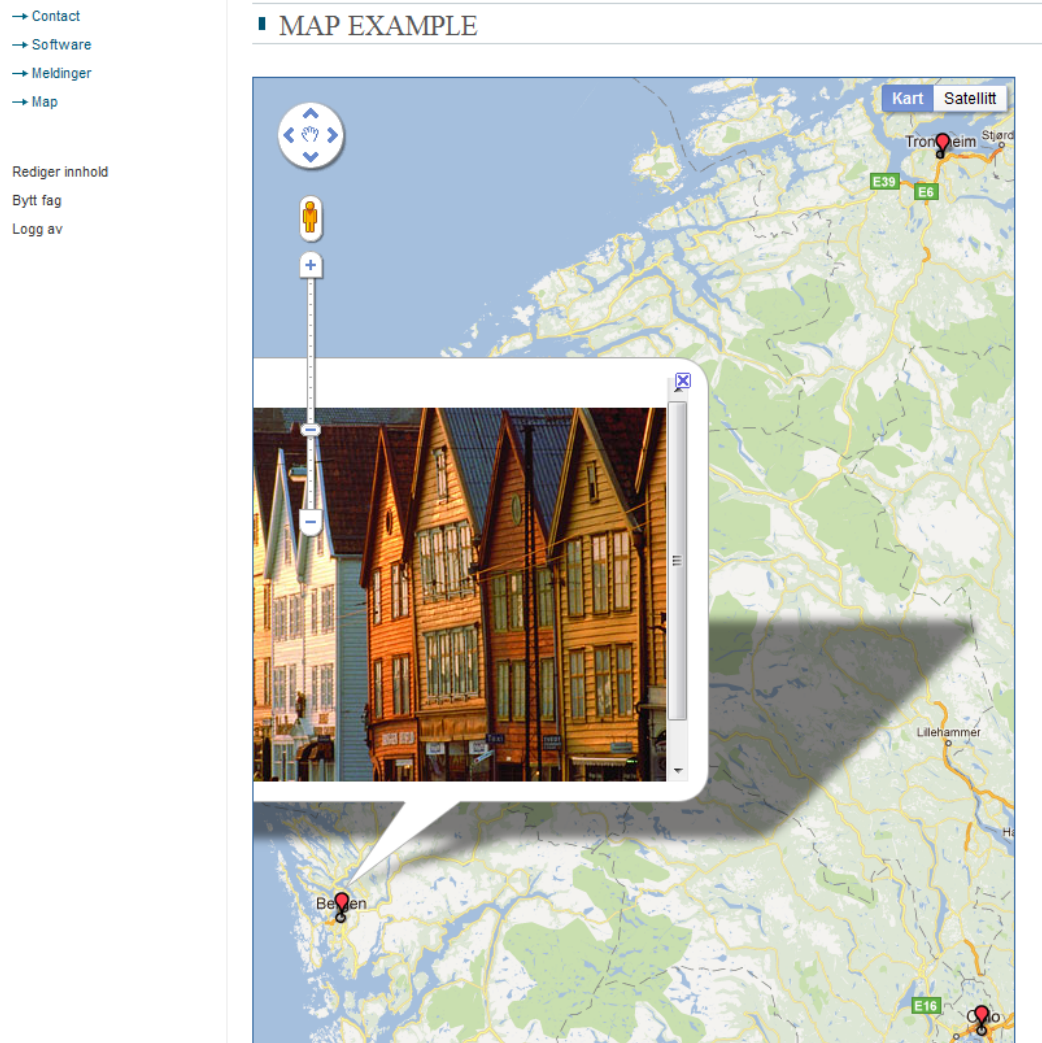 Contact
Software
Meldinger
Map
Rediger innhold
Bytt fag
Logg av
MAP EXAMPLE
Kart
Satellitt
Stjørd
E39
E6
Lillehammer
E16